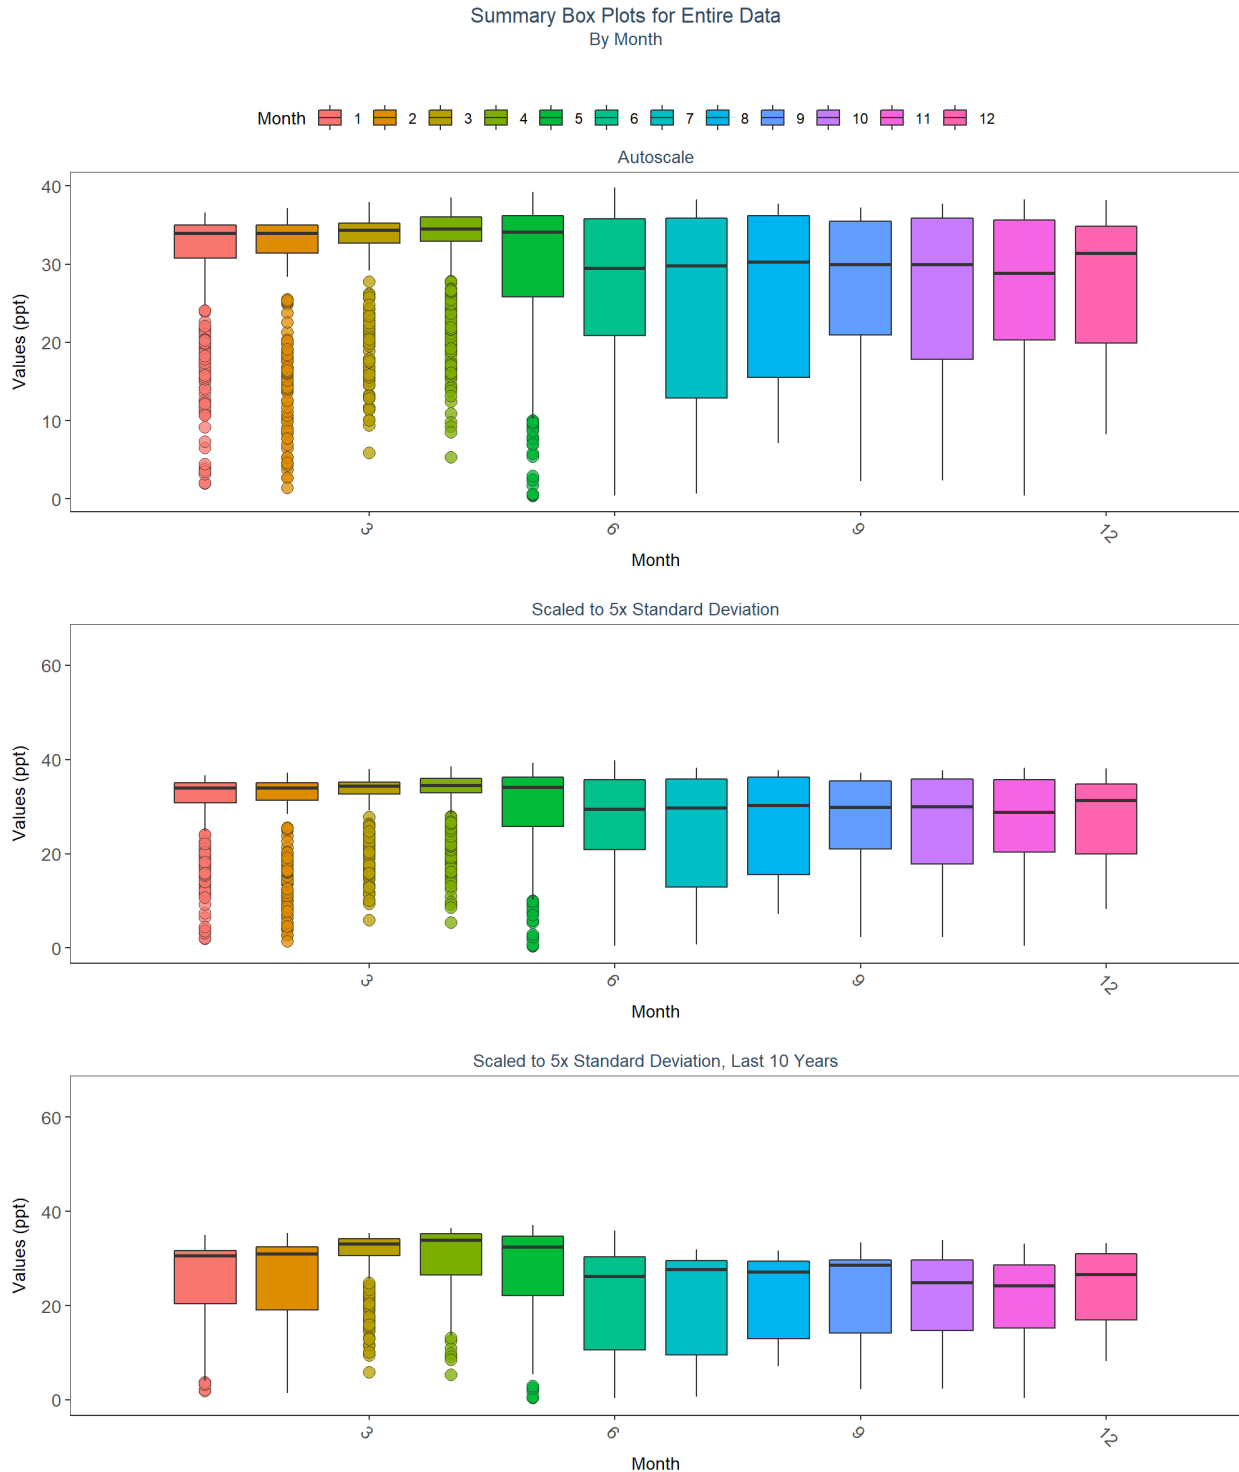 Summary Box Plots for Entire Data
By Month
Month 1 2 3 4 5 6 7 8 9 10 11 12
Autoscale
Values (ppt)
40
30
20
10
0
3 6 9 12
Month
Scaled to 5x Standard Deviation
Values (ppt)
60
40
20
0
3 6 9 12
Month
Scaled to 5x Standard Deviation, Last 10 Years
Values (ppt)
60
40
20
0
3 6 9 12
Month